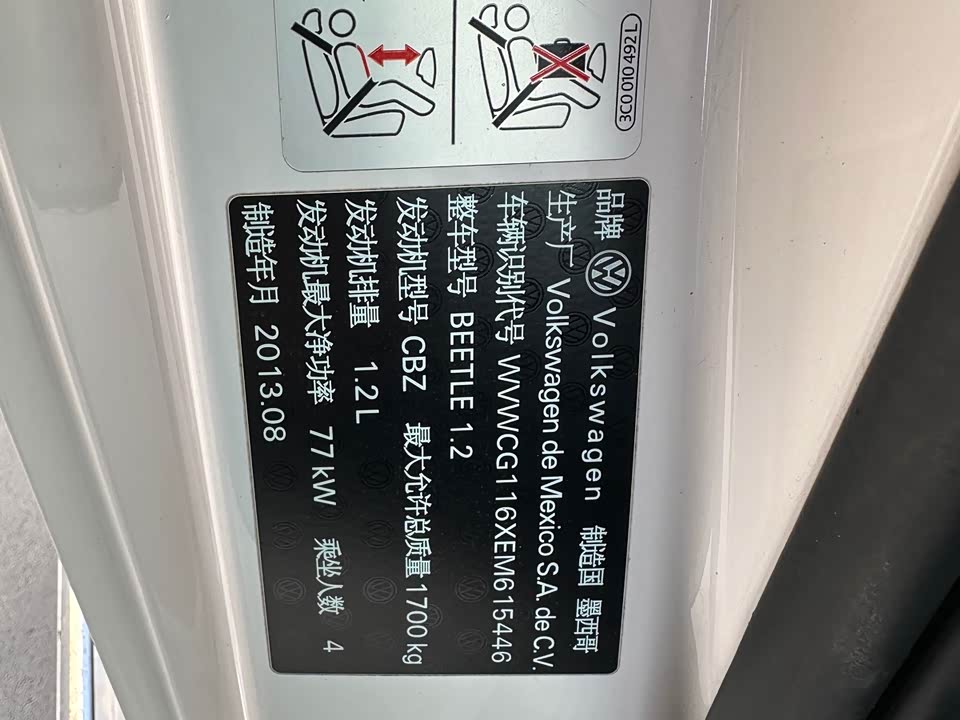 3C0 010 492 L
品牌 Volkswagen 制造国 墨西哥
生产厂 Volkswagen de Mexico S.A. de C.V.
车辆识别代号 WVWCG116XEM615446
整车型号 BEETLE 1.2
发动机型号 CBZ 最大允许总质量 1700 kg
发动机排量 1.2 L
发动机最大净功率 77 kW 乘坐人数 4
制造年月 2013.08